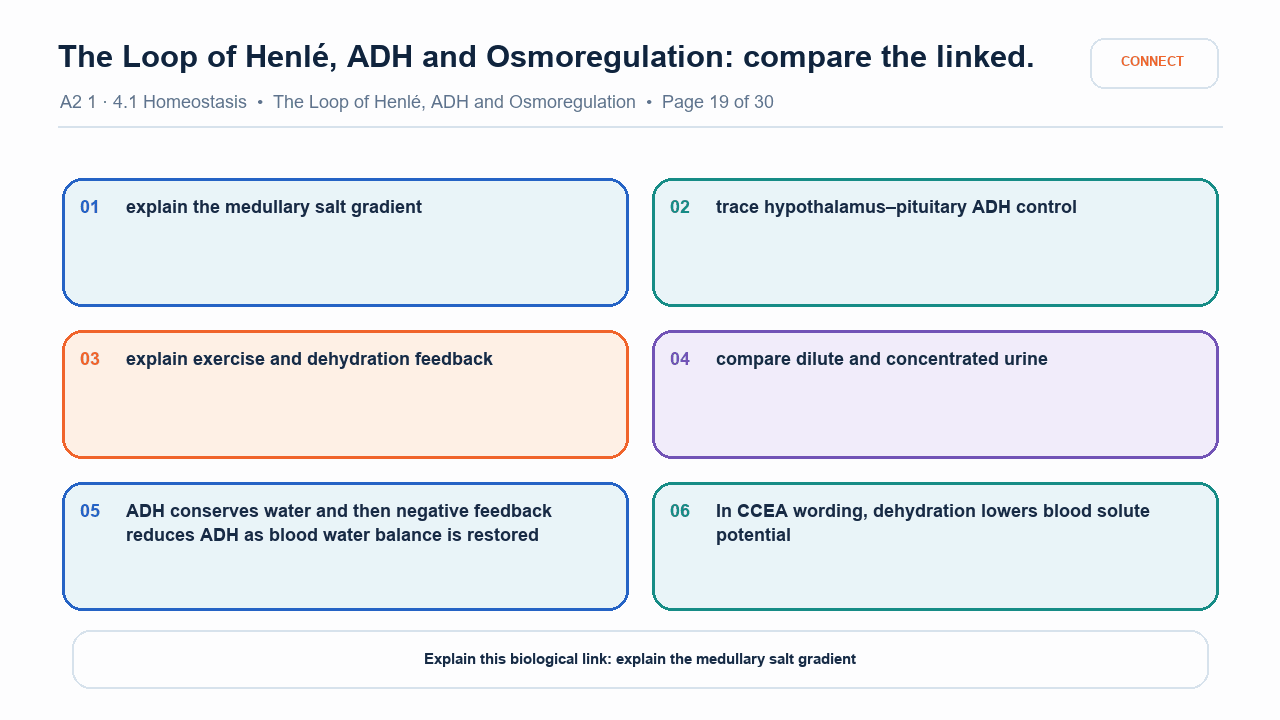 The Loop of Henlé, ADH and Osmoregulation: compare the linked.
CONNECT
A2 1 · 4.1 Homeostasis • The Loop of Henlé, ADH and Osmoregulation • Page 19 of 30
01 explain the medullary salt gradient
02 trace hypothalamus–pituitary ADH control
03 explain exercise and dehydration feedback
04 compare dilute and concentrated urine
05 ADH conserves water and then negative feedback
reduces ADH as blood water balance is restored
06 In CCEA wording, dehydration lowers blood solute
potential
Explain this biological link: explain the medullary salt gradient